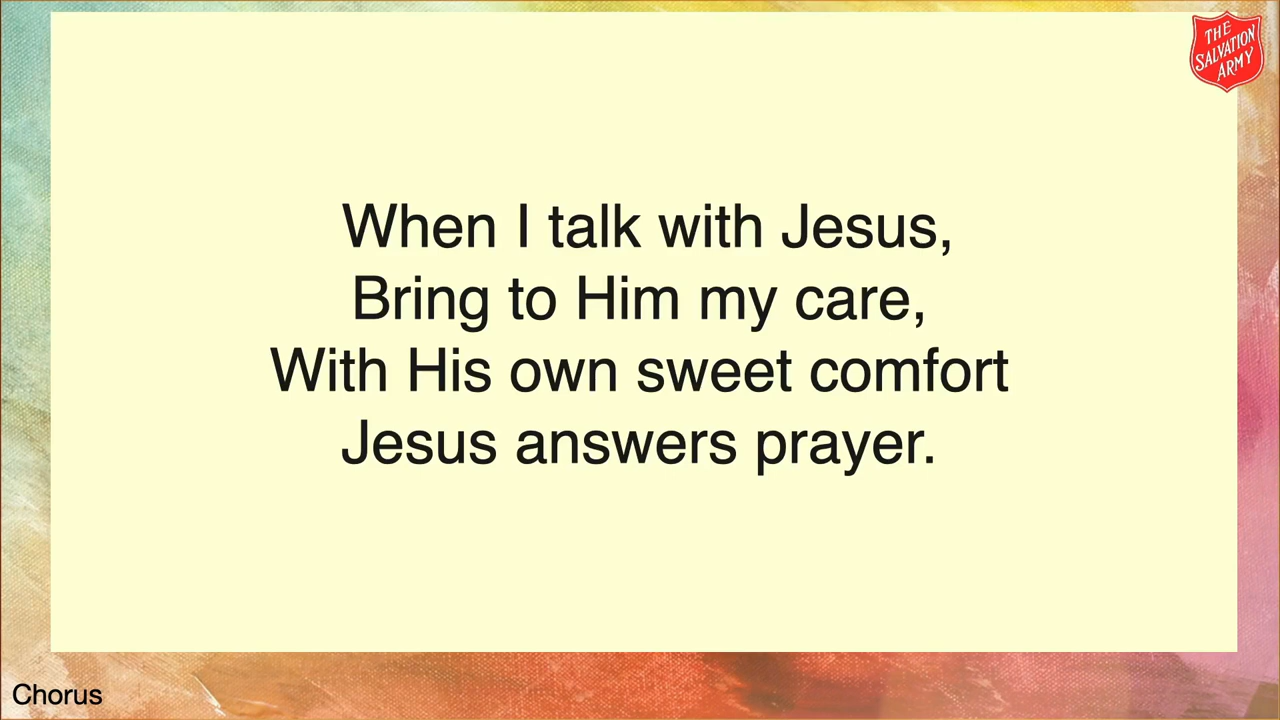 THE
SALVATION
ARMY
When I talk with Jesus,
Bring to Him my care,
With His own sweet comfort
Jesus answers prayer.
Chorus